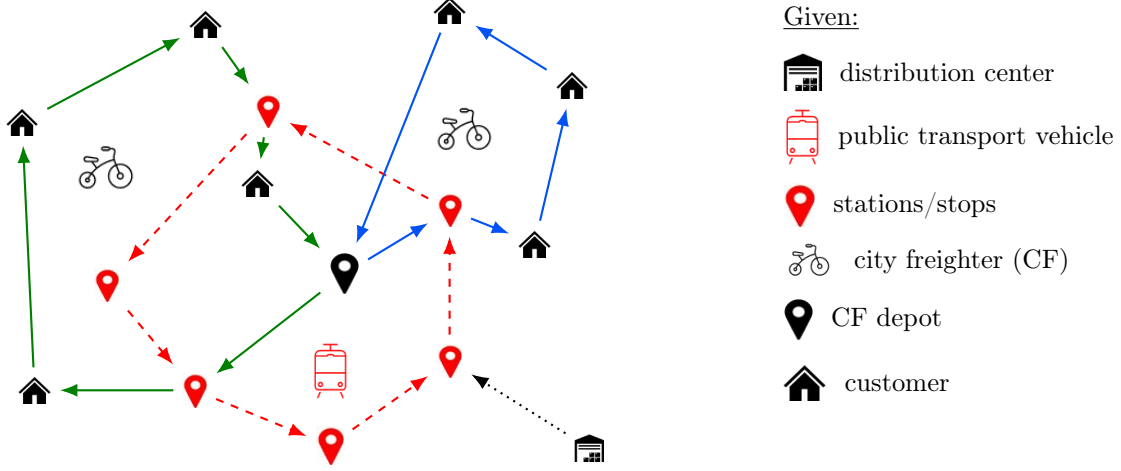 Given:
distribution center
public transport vehicle
stations/stops
city freighter (CF)
CF depot
customer